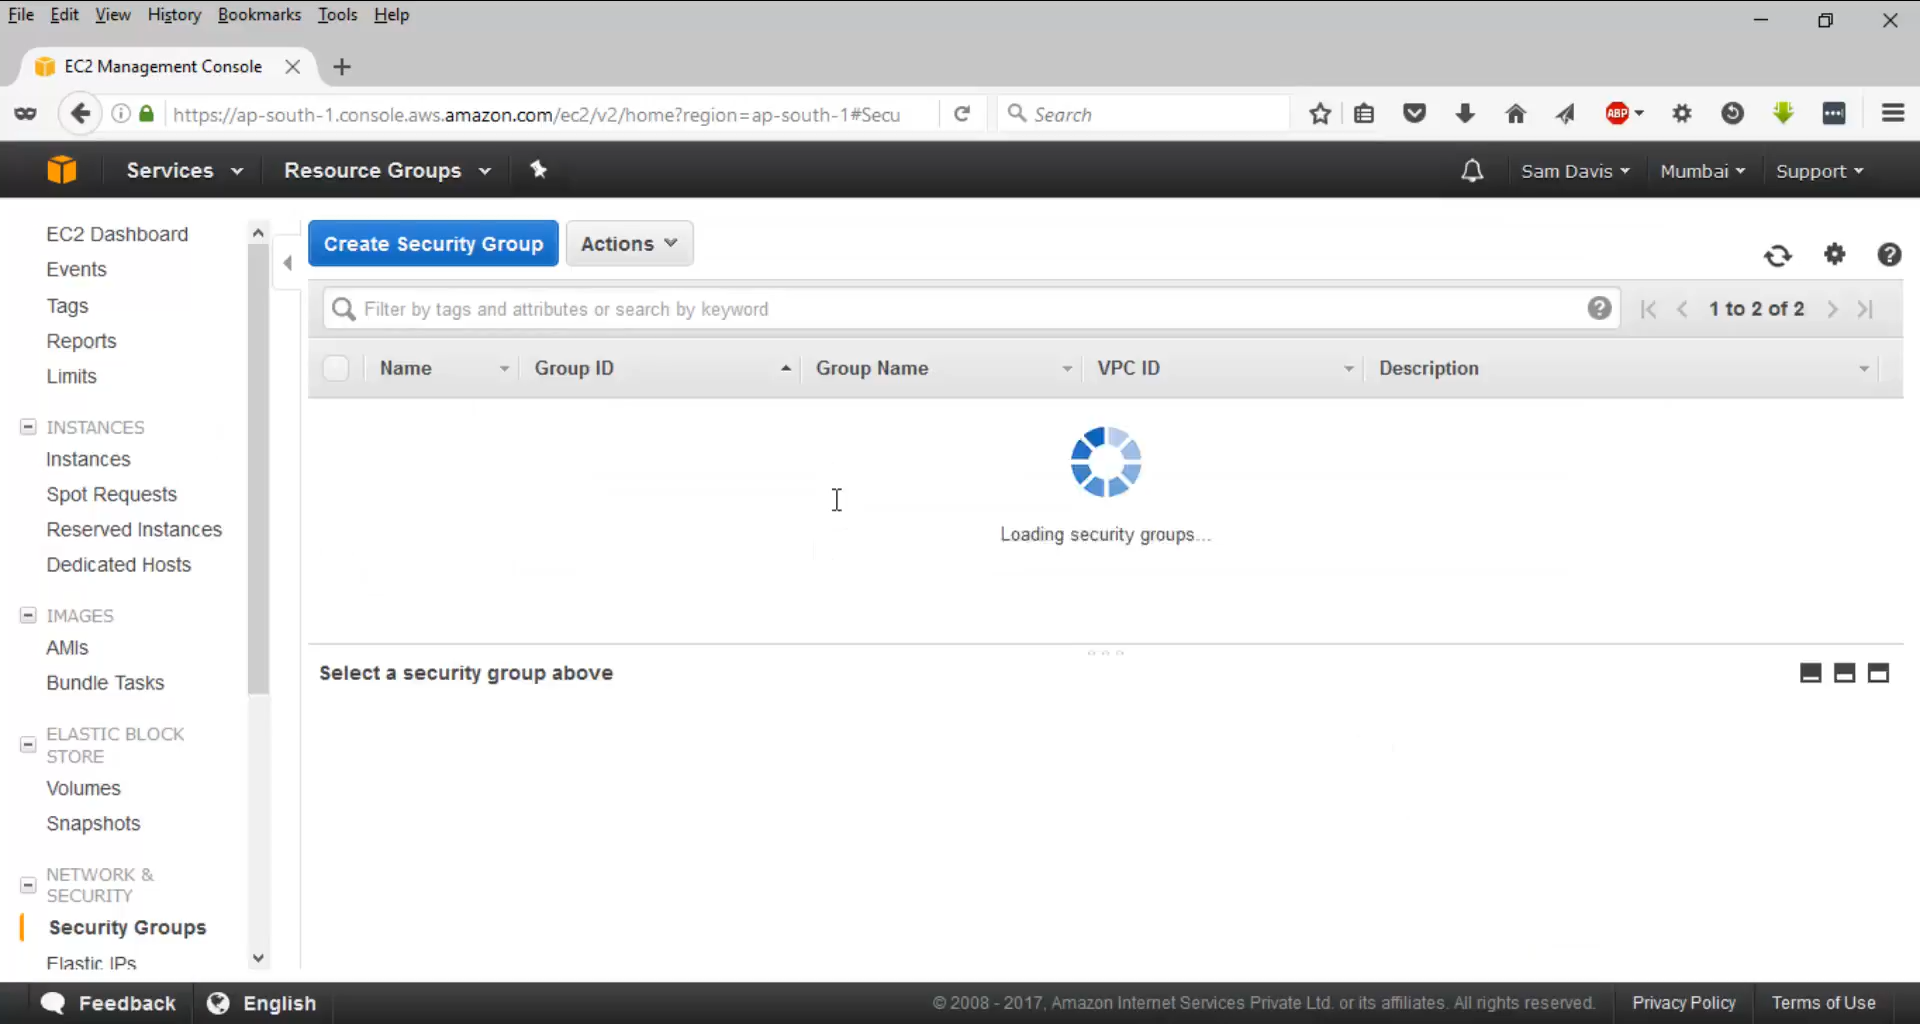 File Edit View History Bookmarks Tools Help
EC2 Management Console
https://ap-south-1.console.aws.amazon.com/ec2/v2/home?region=ap-south-1#Secu
Search
ABP
Services Resource Groups Sam Davis Mumbai Support
EC2 Dashboard
Events
Tags
Reports
Limits
INSTANCES
Instances
Spot Requests
Reserved Instances
Dedicated Hosts
IMAGES
AMIs
Bundle Tasks
ELASTIC BLOCK
STORE
Volumes
Snapshots
NETWORK &
SECURITY
Security Groups
Elastic IPs
Create Security Group Actions
Filter by tags and attributes or search by keyword
1 to 2 of 2
Name Group ID Group Name VPC ID Description
Loading security groups...
Select a security group above
Feedback English
© 2008 - 2017, Amazon Internet Services Private Ltd. or its affiliates. All rights reserved. Privacy Policy Terms of Use